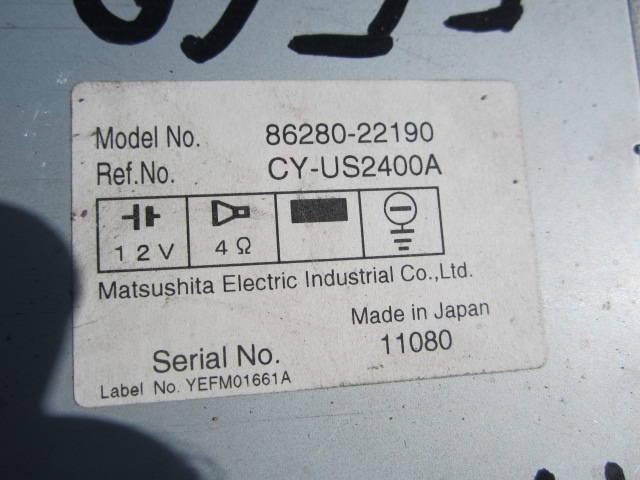 Model No. 86280-22190
Ref.No. CY-US2400A
12V 4Ω
Matsushita Electric Industrial Co.,Ltd.
Made in Japan
Serial No. 11080
Label No. YEFM01661A